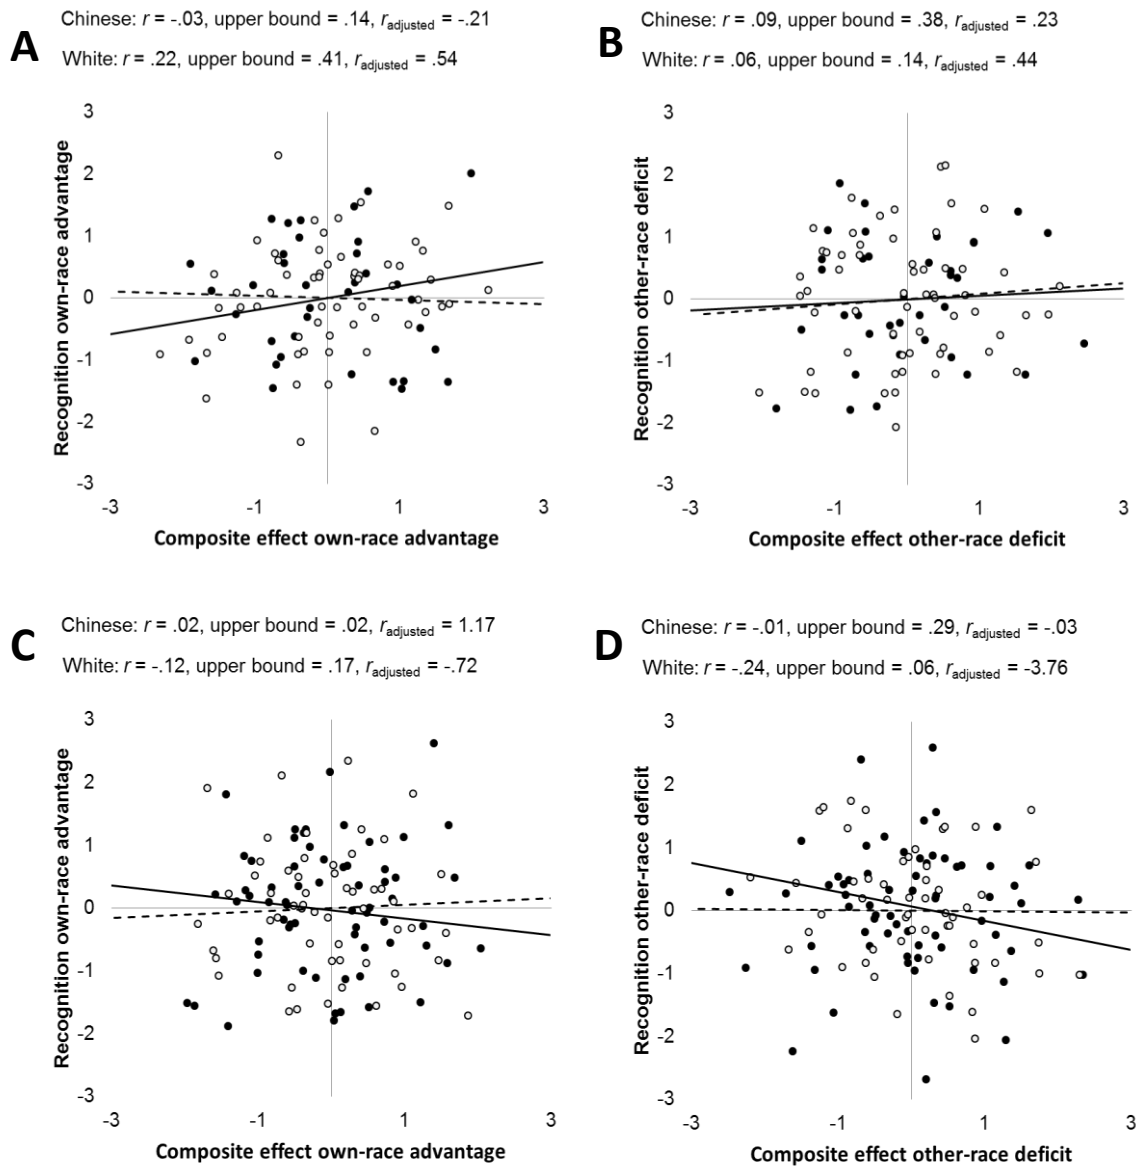 A
Chinese: r = -.03, upper bound = .14, radjusted = -.21
White: r = .22, upper bound = .41, radjusted = .54
3
2
1
0
-1
-2
-3
-3
-1
1
3
Recognition own-race advantage
Composite effect own-race advantage
B
Chinese: r = .09, upper bound = .38, radjusted = .23
White: r = .06, upper bound = .14, radjusted = .44
3
2
1
0
-1
-2
-3
-3
-1
1
3
Recognition other-race deficit
Composite effect other-race deficit
C
Chinese: r = .02, upper bound = .02, radjusted = 1.17
White: r = -.12, upper bound = .17, radjusted = -.72
3
2
1
0
-1
-2
-3
-3
-1
1
3
Recognition own-race advantage
Composite effect own-race advantage
D
Chinese: r = -.01, upper bound = .29, radjusted = -.03
White: r = -.24, upper bound = .06, radjusted = -3.76
3
2
1
0
-1
-2
-3
-3
-1
1
3
Recognition other-race deficit
Composite effect other-race deficit